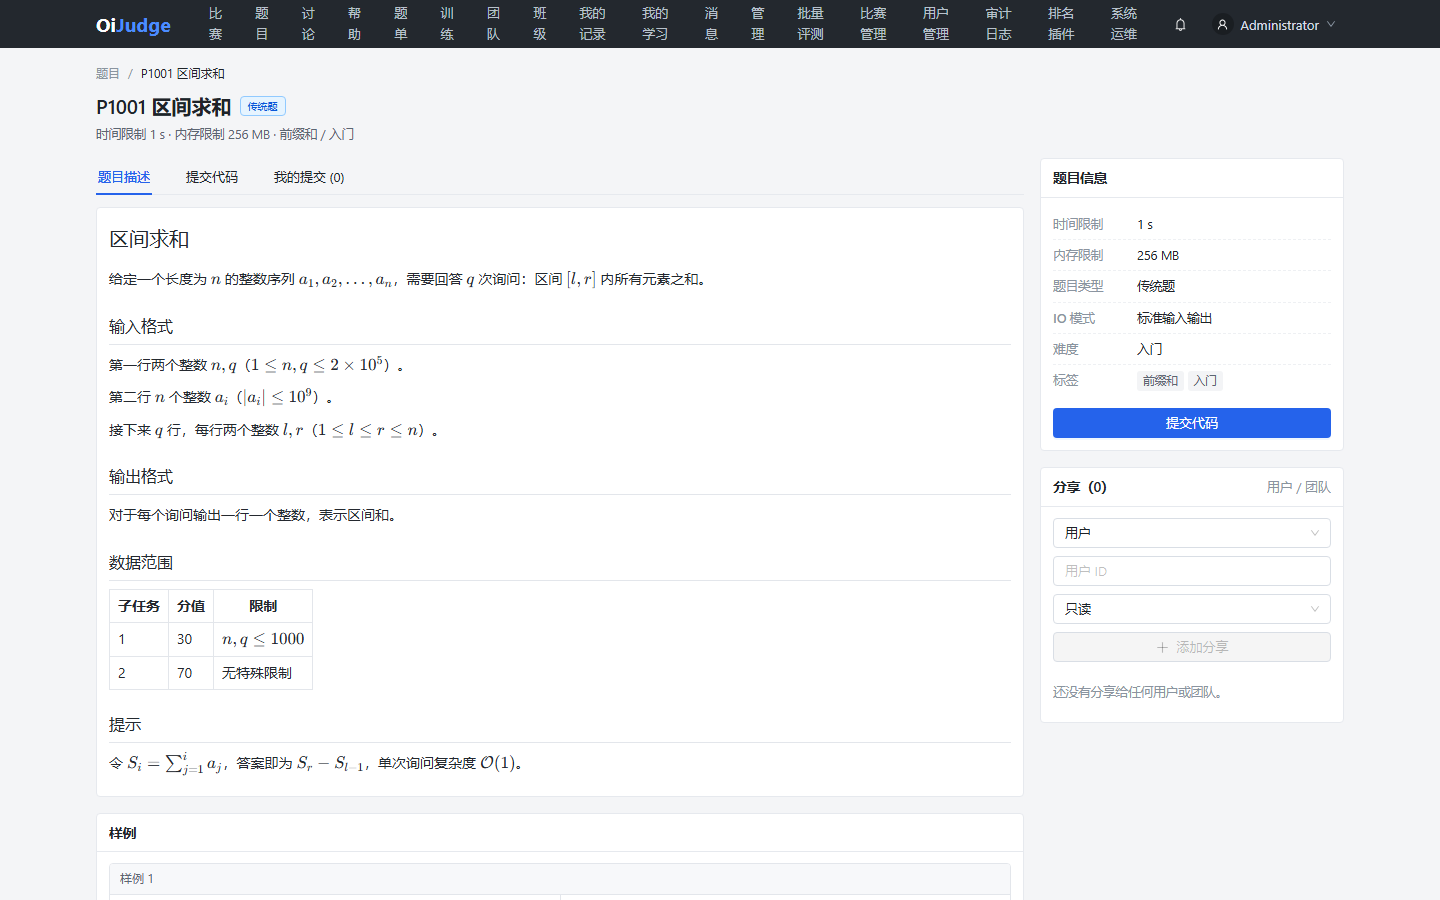 OiJudge 比赛 题目 讨论 帮助 题单 训练 团队 班级 我的记录 我的学习 消息 管理 批量评测 比赛管理 用户管理 审计日志 排名插件 系统运维 Administrator
题目 / P1001 区间求和
P1001 区间求和 传统题
时间限制 1 s · 内存限制 256 MB · 前缀和 / 入门
题目描述 提交代码 我的提交 (0)
区间求和
给定一个长度为 n 的整数序列 a₁, a₂, …, aₙ，需要回答 q 次询问：区间 [l, r] 内所有元素之和。
输入格式
第一行两个整数 n, q（1 ≤ n, q ≤ 2 × 10⁵）。
第二行 n 个整数 aᵢ（|aᵢ| ≤ 10⁹）。
接下来 q 行，每行两个整数 l, r（1 ≤ l ≤ r ≤ n）。
输出格式
对于每个询问输出一行一个整数，表示区间和。
数据范围
子任务 分值 限制
1 30 n, q ≤ 1000
2 70 无特殊限制
提示
令 Sᵢ = ∑ⁱⱼ₌₁ aⱼ，答案即为 Sᵣ − Sₗ₋₁，单次询问复杂度 𝒪(1)。
样例
样例 1
题目信息
时间限制 1 s
内存限制 256 MB
题目类型 传统题
IO 模式 标准输入输出
难度 入门
标签 前缀和 入门
提交代码
分享（0） 用户 / 团队
用户
用户 ID
只读
添加分享
还没有分享给任何用户或团队。